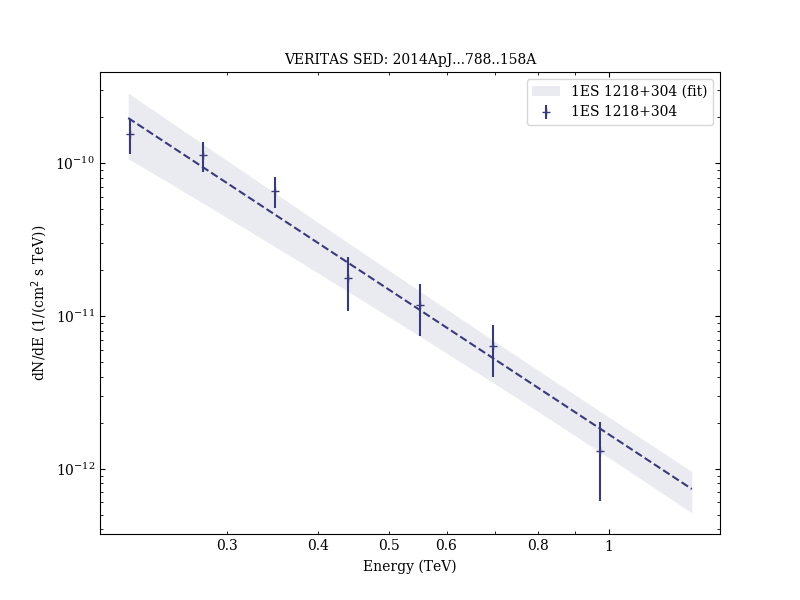 VERITAS SED: 2014ApJ...788..158A
1ES 1218+304 (fit)
1ES 1218+304
dN/dE (1/(cm² s TeV))
10⁻¹⁰
10⁻¹¹
10⁻¹²
0.3 0.4 0.5 0.6 0.8 1
Energy (TeV)